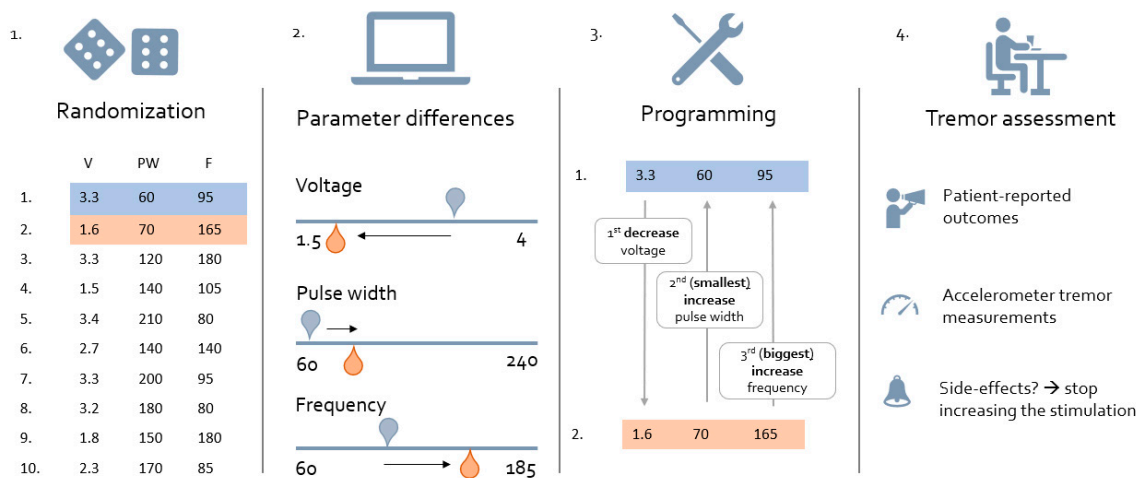 1.
Randomization
V PW F
1. 3.3 60 95
2. 1.6 70 165
3. 3.3 120 180
4. 1.5 140 105
5. 3.4 210 80
6. 2.7 140 140
7. 3.3 200 95
8. 3.2 180 80
9. 1.8 150 180
10. 2.3 170 85
2.
Parameter differences
Voltage
1.5 4
Pulse width
60 240
Frequency
60 185
3.
Programming
1. 3.3 60 95
1st decrease
voltage
2nd (smallest)
increase
pulse width
3rd (biggest)
increase
frequency
2. 1.6 70 165
4.
Tremor assessment
Patient-reported
outcomes
Accelerometer tremor
measurements
Side-effects? → stop
increasing the stimulation